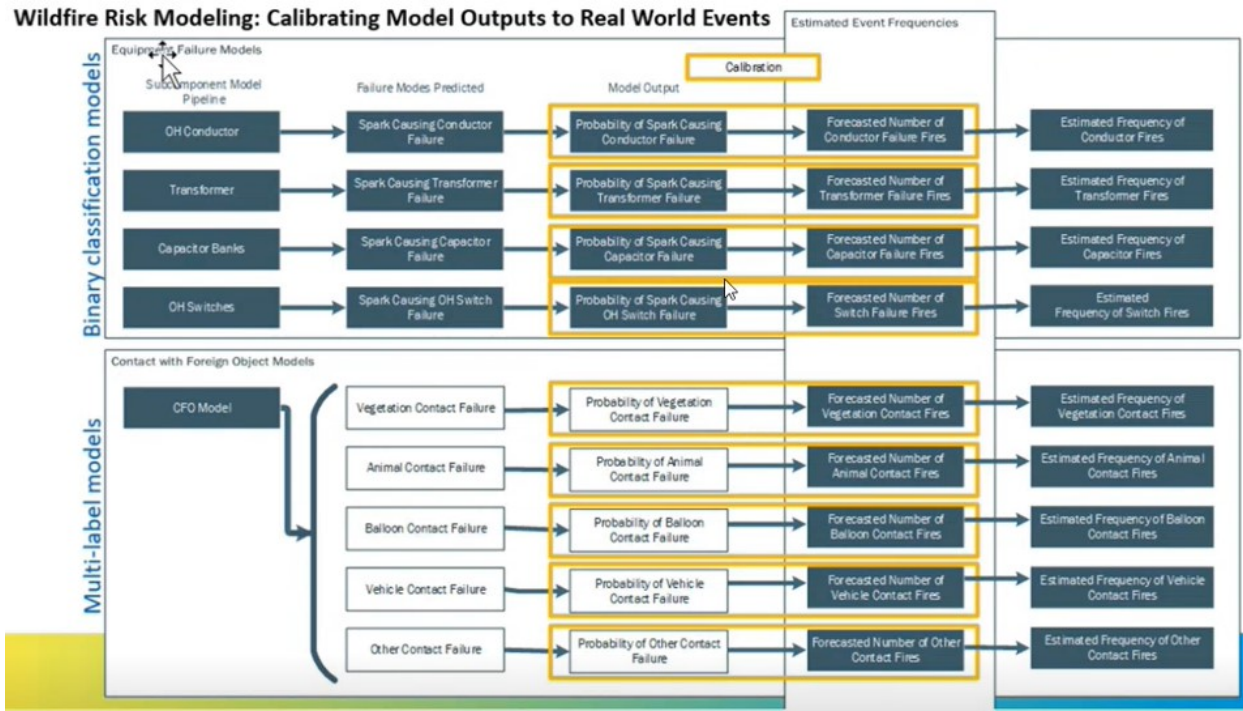 Wildfire Risk Modeling: Calibrating Model Outputs to Real World Events
Estimated Event Frequencies
Binary classification models
Equipment Failure Models
Calibration
Subcomponent Model
Pipeline
Failure Modes Predicted
Model Output
OH Conductor
Spark Causing Conductor
Failure
Probability of Spark Causing
Conductor Failure
Forecasted Number of
Conductor Failure Fires
Estimated Frequency of
Conductor Fires
Transformer
Spark Causing Transformer
Failure
Probability of Spark Causing
Transformer Failure
Forecasted Number of
Transformer Failure Fires
Estimated Frequency of
Transformer Fires
Capacitor Banks
Spark Causing Capacitor
Failure
Probability of Spark Causing
Capacitor Failure
Forecasted Number of
Capacitor Failure Fires
Estimated Frequency of
Capacitor Fires
OH Switches
Spark Causing OH Switch
Failure
Probability of Spark Causing
OH Switch Failure
Forecasted Number of
Switch Failure Fires
Estimated
Frequency of Switch Fires
Multi-label models
Contact with Foreign Object Models
CFO Model
Vegetation Contact Failure
Probability of Vegetation
Contact Failure
Forecasted Number of
Vegetation Contact Fires
Estimated Frequency of
Vegetation Contact Fires
Animal Contact Failure
Probability of Animal
Contact Failure
Forecasted Number of
Animal Contact Fires
Estimated Frequency of Animal
Contact Fires
Balloon Contact Failure
Probability of Balloon
Contact Failure
Forecasted Number of
Balloon Contact Fires
Estimated Frequency of Balloon
Contact Fires
Vehicle Contact Failure
Probability of Vehicle
Contact Failure
Forecasted Number of
Vehicle Contact Fires
Estimated Frequency of Vehicle
Contact Fires
Other Contact Failure
Probability of Other Contact
Failure
Forecasted Number of Other
Contact Fires
Estimated Frequency of Other
Contact Fires